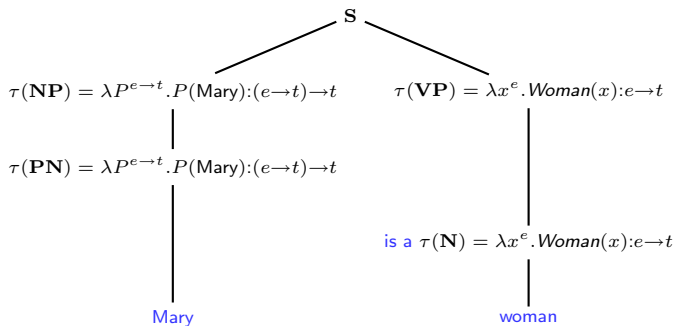 S
τ(NP) = λP^{e→t}.P(Mary):(e→t)→t
τ(VP) = λx^e.Woman(x):e→t
τ(PN) = λP^{e→t}.P(Mary):(e→t)→t
is a τ(N) = λx^e.Woman(x):e→t
Mary
woman